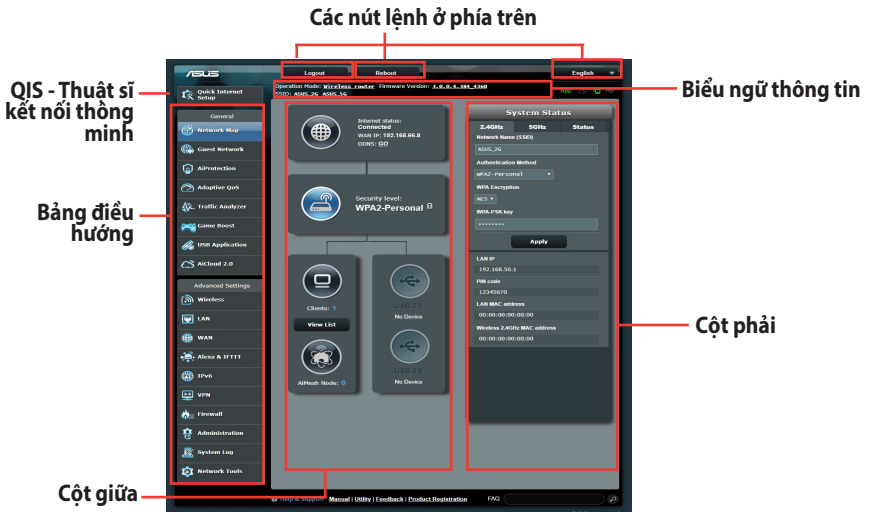 Các nút lệnh ở phía trên
QIS - Thuật sĩ
kết nối thông
minh
Bảng điều
hướng
Cột giữa
Biểu ngữ thông tin
Cột phải
ASUS
Logout
Reboot
English
Quick Internet
Setup
Operation Mode: Wireless router Firmware Version: 3.0.0.4.384_4360
SSID: ASUS_2G ASUS_5G
App
General
Network Map
Guest Network
AiProtection
Adaptive QoS
Traffic Analyzer
Game Boost
USB Application
AiCloud 2.0
Advanced Settings
Wireless
LAN
WAN
Alexa & IFTTT
IPv6
VPN
Firewall
Administration
System Log
Network Tools
Internet status:
Connected
WAN IP: 192.168.66.8
DDNS: GO
Security level:
WPA2-Personal
Clients: 3
View List
AiMesh Node: 0
USB 3.0
No Device
USB 3.0
No Device
System Status
2.4GHz 5GHz Status
Network Name (SSID)
ASUS_2G
Authentication Method
WPA2-Personal
WPA Encryption
AES
WPA-PSK key
••••••••
Apply
LAN IP
192.168.50.1
PIN code
12345670
LAN MAC address
00:00:00:00:00:00
Wireless 2.4GHz MAC address
00:00:00:00:00:00
Help & Support Manual | Utility | Feedback | Product Registration FAQ